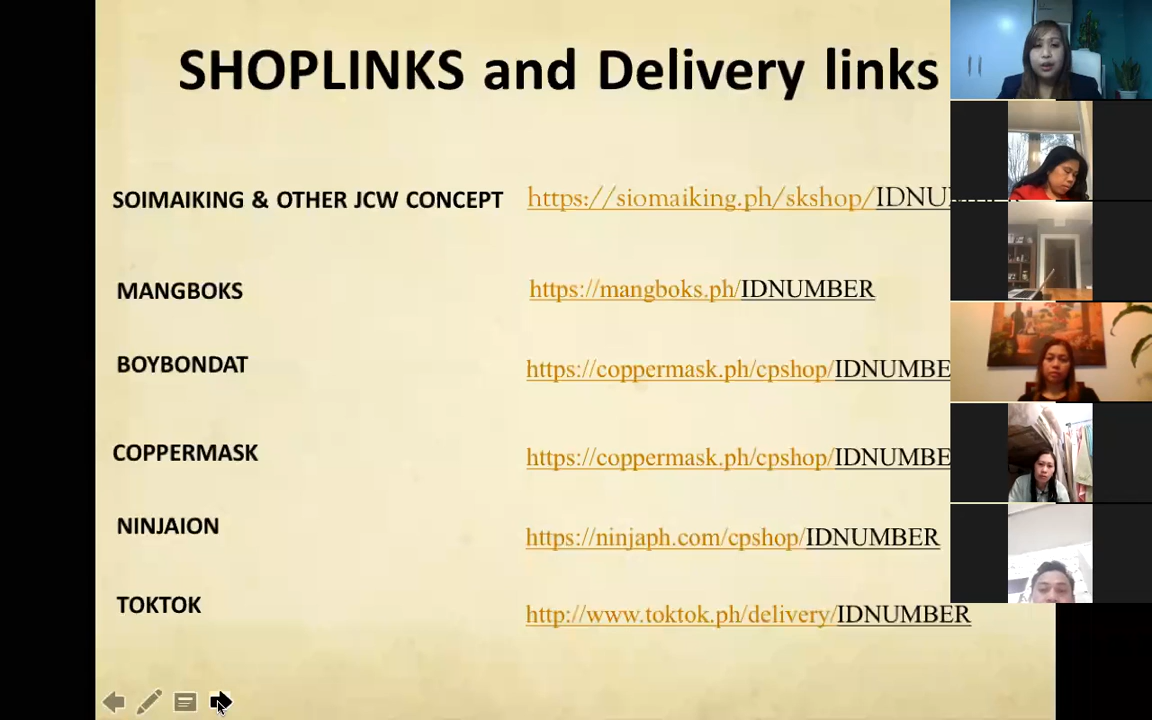 SHOPLINKS and Delivery links
SOIMAIKING & OTHER JCW CONCEPT https://siomaiking.ph/skshop/IDNU
MANGBOKS https://mangboks.ph/IDNUMBER
BOYBONDAT https://coppermask.ph/cpshop/IDNUMBE
COPPERMASK https://coppermask.ph/cpshop/IDNUMBE
NINJAION https://ninjaph.com/cpshop/IDNUMBER
TOKTOK http://www.toktok.ph/delivery/IDNUMBER